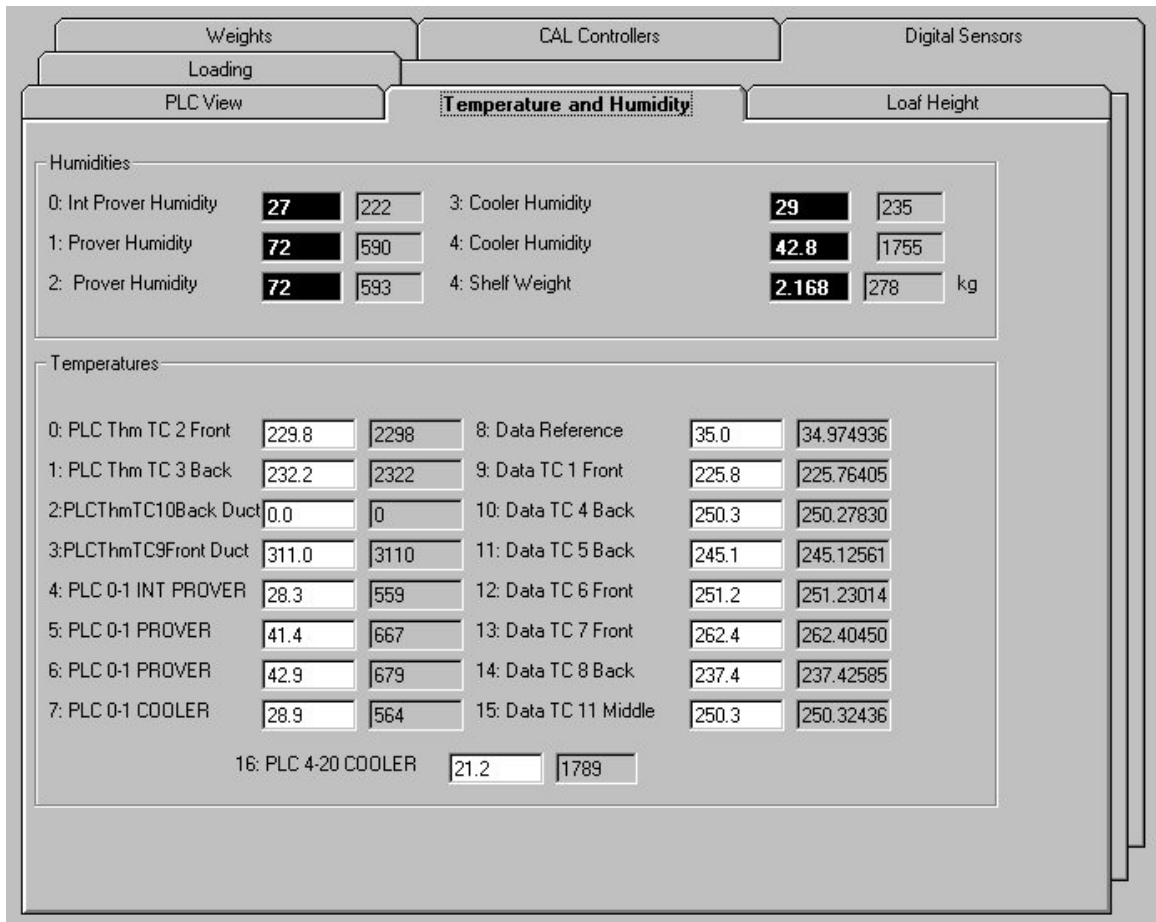 Weights CAL Controllers Digital Sensors
Loading
PLC View Temperature and Humidity Loaf Height
Humidities
0: Int Prover Humidity 27 222 3: Cooler Humidity 29 235
1: Prover Humidity 72 590 4: Cooler Humidity 42.8 1755
2: Prover Humidity 72 593 4: Shelf Weight 2.168 278 kg
Temperatures
0: PLC Thm TC 2 Front 229.8 2298 8: Data Reference 35.0 34.974936
1: PLC Thm TC 3 Back 232.2 2322 9: Data TC 1 Front 225.8 225.76405
2:PLCThmTC10Back Duct 0.0 0 10: Data TC 4 Back 250.3 250.27830
3:PLCThmTC9Front Duct 311.0 3110 11: Data TC 5 Back 245.1 245.12561
4: PLC 0-1 INT PROVER 28.3 559 12: Data TC 6 Front 251.2 251.23014
5: PLC 0-1 PROVER 41.4 667 13: Data TC 7 Front 262.4 262.40450
6: PLC 0-1 PROVER 42.9 679 14: Data TC 8 Back 237.4 237.42585
7: PLC 0-1 COOLER 28.9 564 15: Data TC 11 Middle 250.3 250.32436
16: PLC 4-20 COOLER 21.2 1789